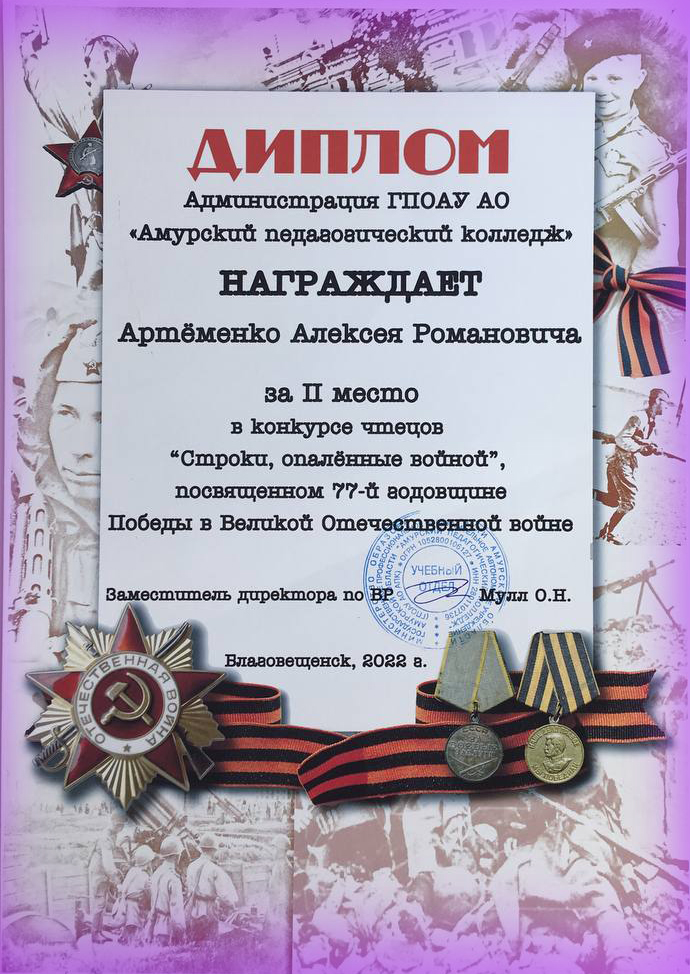 ДИПЛОМ
Администрация ГПОАУ АО
«Амурский педагогический колледж»
НАГРАЖДАЕТ
Артёменко Алексея Романовича
за II место
в конкурсе чтецов
“Строки, опалённые войной”,
посвященном 77-й годовщине
Победы в Великой Отечественной войне
УЧЕБНЫЙ
ОТДЕЛ
Заместитель директора по ВР Мулл О.Н.
Благовещенск, 2022 г.
ОТЕЧЕСТВЕННАЯ ВОЙНА